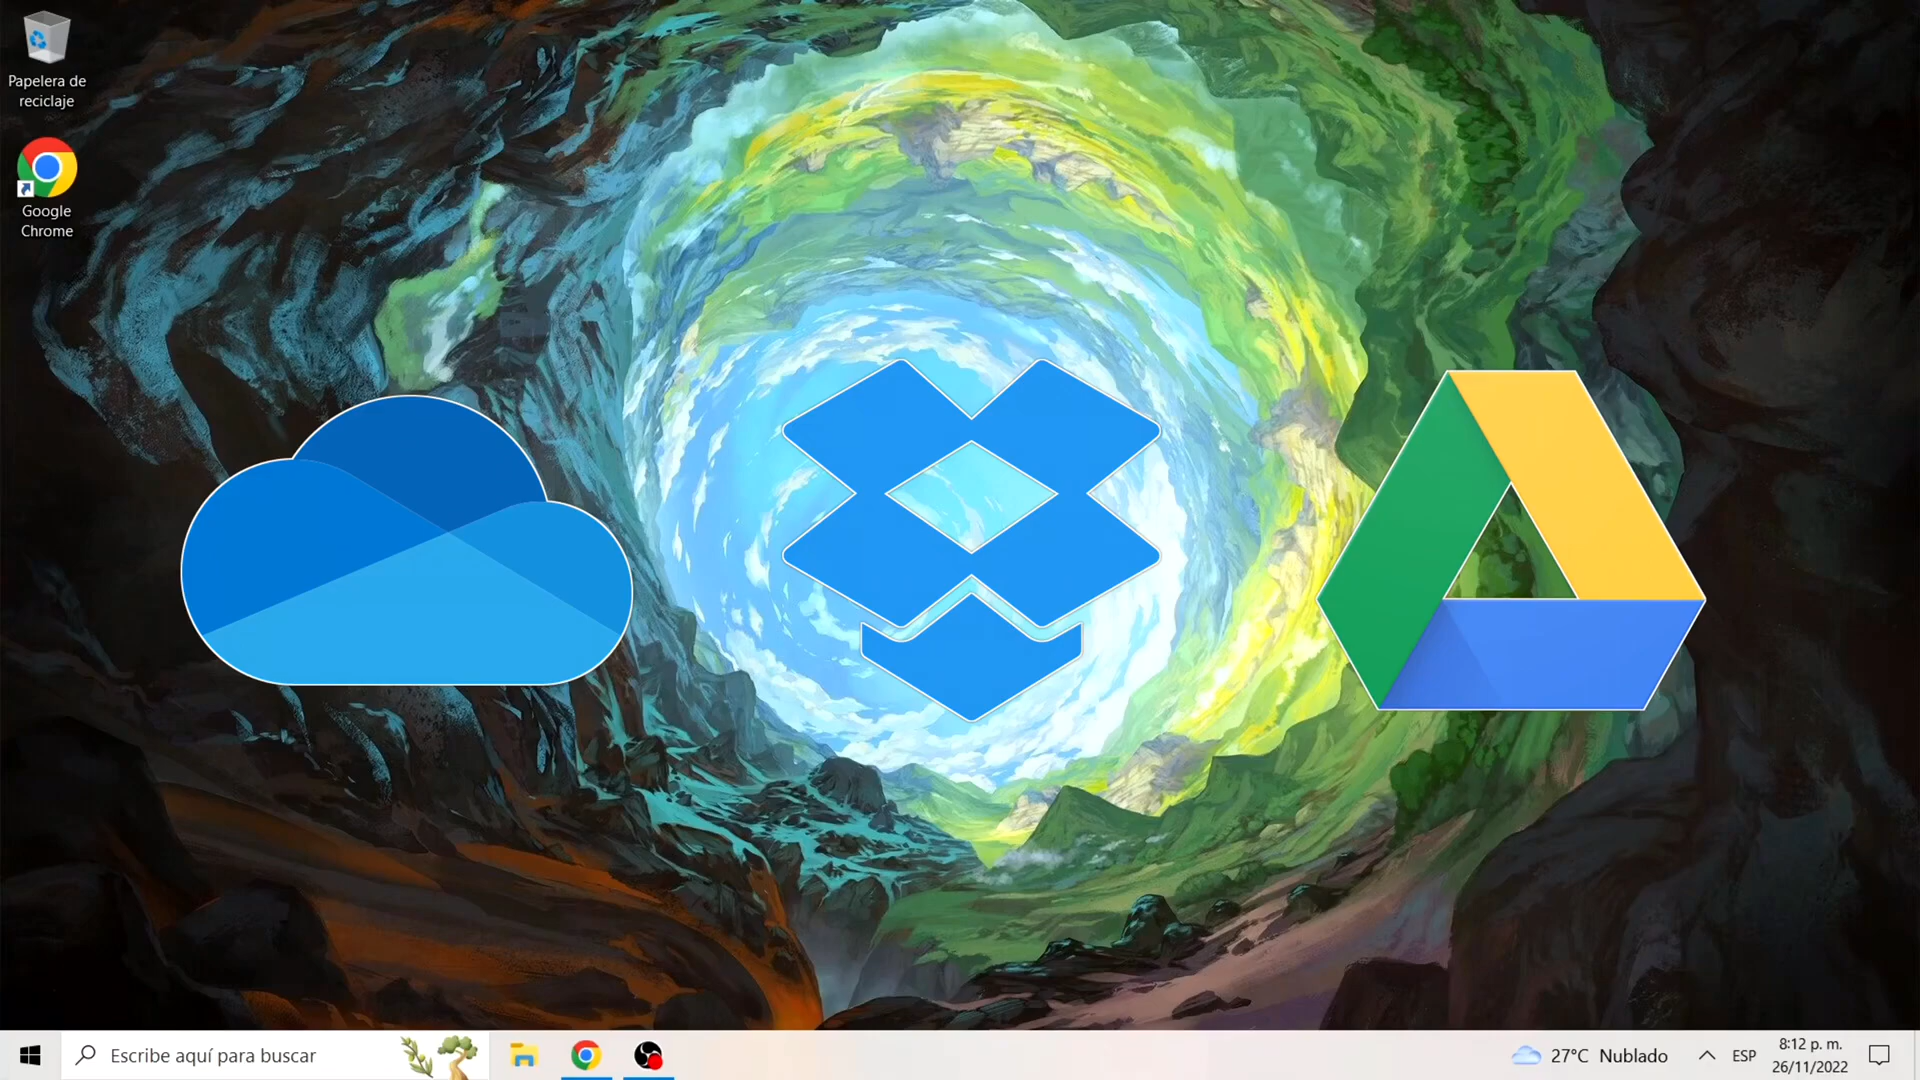 Papelera de
reciclaje
Google
Chrome
Escribe aquí para buscar
27°C Nublado
ESP
8:12 p. m.
26/11/2022